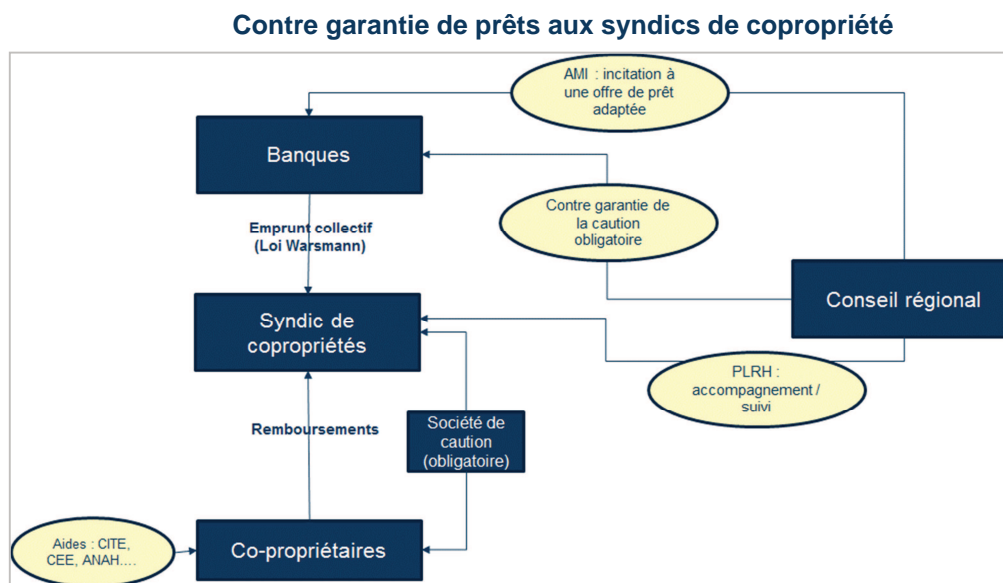 Contre garantie de prêts aux syndics de copropriété
AMI : incitation à
une offre de prêt
adaptée
Banques
Contre garantie de
la caution
obligatoire
Emprunt collectif
(Loi Warsmann)
Conseil régional
Syndic de
copropriétés
PLRH :
accompagnement /
suivi
Remboursements
Société de
caution
(obligatoire)
Aides : CITE,
CEE, ANAH....
Co-propriétaires